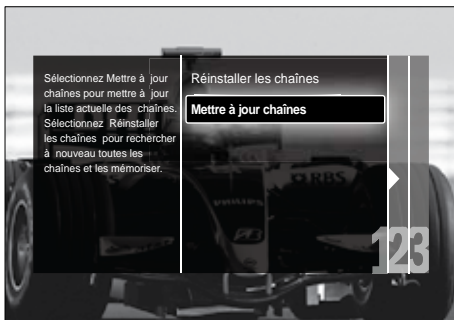 Sélectionnez Mettre à jour
chaînes pour mettre à jour
la liste actuelle des chaînes.
Sélectionnez Réinstaller
les chaînes pour rechercher
à nouveau toutes les
chaînes et les mémoriser.
Réinstaller les chaînes
Mettre à jour chaînes
RBS
PHILIPS
123